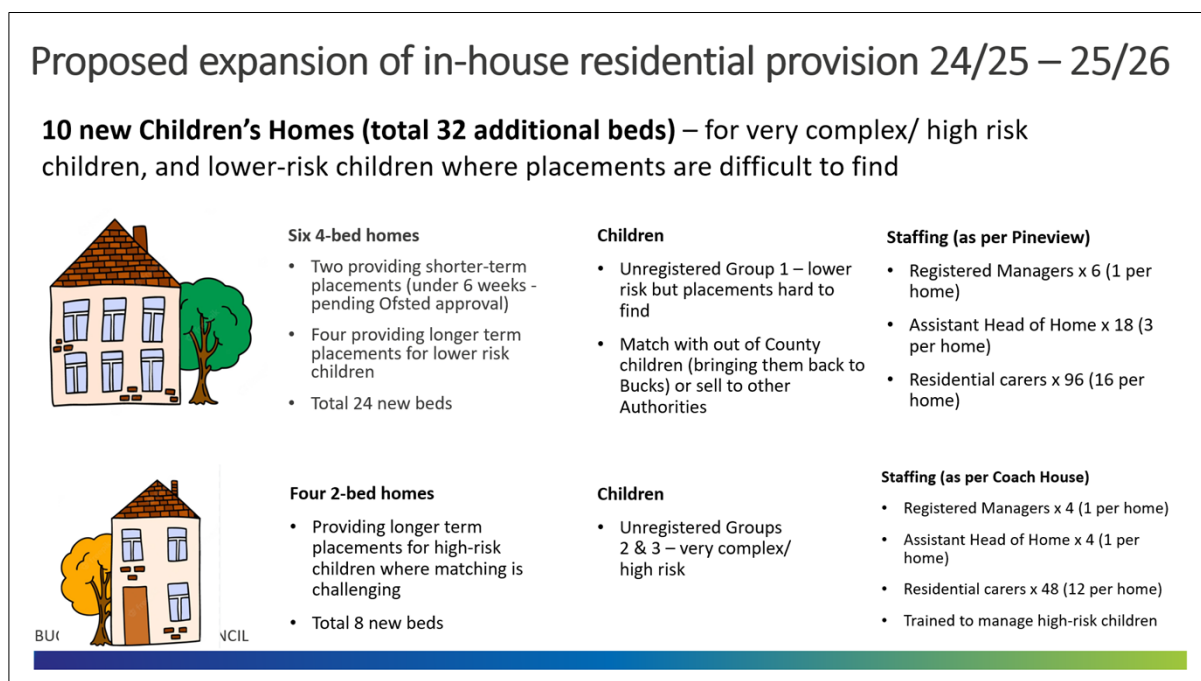 Proposed expansion of in-house residential provision 24/25 – 25/26
10 new Children's Homes (total 32 additional beds) – for very complex/ high risk
children, and lower-risk children where placements are difficult to find
Six 4-bed homes
• Two providing shorter-term
placements (under 6 weeks -
pending Ofsted approval)
• Four providing longer term
placements for lower risk
children
• Total 24 new beds
Children
• Unregistered Group 1 – lower
risk but placements hard to
find
• Match with out of County
children (bringing them back to
Bucks) or sell to other
Authorities
Staffing (as per Pineview)
• Registered Managers x 6 (1 per
home)
• Assistant Head of Home x 18 (3
per home)
• Residential carers x 96 (16 per
home)
Four 2-bed homes
• Providing longer term
placements for high-risk
children where matching is
challenging
• Total 8 new beds
Children
• Unregistered Groups
2 & 3 – very complex/
high risk
Staffing (as per Coach House)
• Registered Managers x 4 (1 per home)
• Assistant Head of Home x 4 (1 per
home)
• Residential carers x 48 (12 per home)
• Trained to manage high-risk children